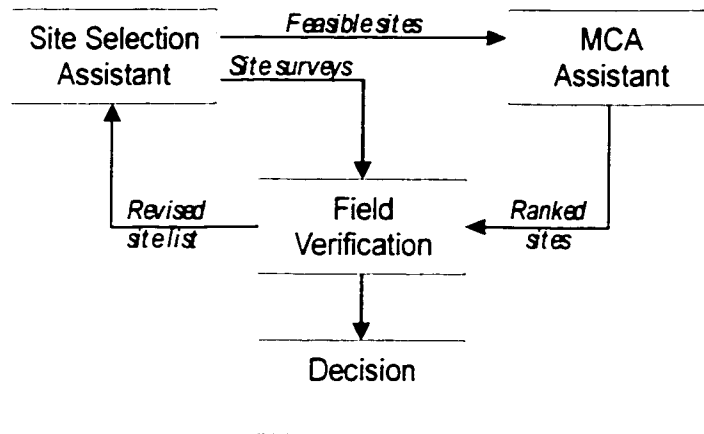 Site Selection
Assistant
Feasible sites
MCA
Assistant
Site surveys
Revised
site list
Field
Verification
Ranked
sites
Decision